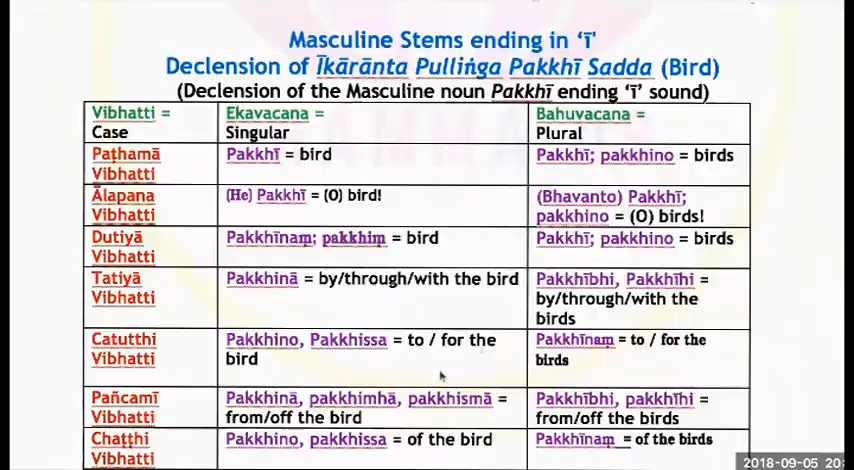 Masculine Stems ending in ‘ī'
Declension of Īkārānta Pulliṅga Pakkhī Sadda (Bird)
(Declension of the Masculine noun Pakkhī ending ‘ī’ sound)
Vibhatti = Ekavacana = Bahuvacana =
Case Singular Plural
Paṭhamā Pakkhī = bird Pakkhī; pakkhino = birds
Vibhatti
Ālapana (He) Pakkhī = (O) bird! (Bhavanto) Pakkhī;
Vibhatti pakkhino = (O) birds!
Dutiyā Pakkhīnaṃ; pakkhiṃ = bird Pakkhī; pakkhino = birds
Vibhatti
Tatiyā Pakkhinā = by/through/with the bird Pakkhībhi, Pakkhīhi =
Vibhatti by/through/with the
birds
Catutthi Pakkhino, Pakkhissa = to / for the Pakkhīnaṃ = to / for the
Vibhatti bird birds
Pañcamī Pakkhinā, pakkhimhā, pakkhismā = Pakkhībhi, pakkhīhi =
Vibhatti from/off the bird from/off the birds
Chaṭṭhi Pakkhino, pakkhissa = of the bird Pakkhīnaṃ = of the birds
Vibhatti
2018-09-05 20: